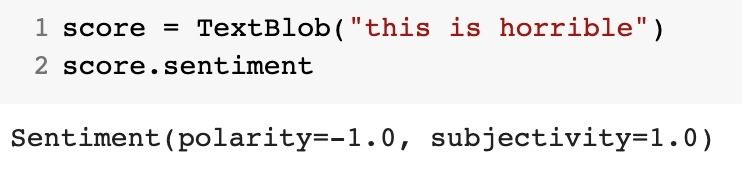 1 score = TextBlob("this is horrible")
2 score.sentiment
Sentiment(polarity=-1.0, subjectivity=1.0)